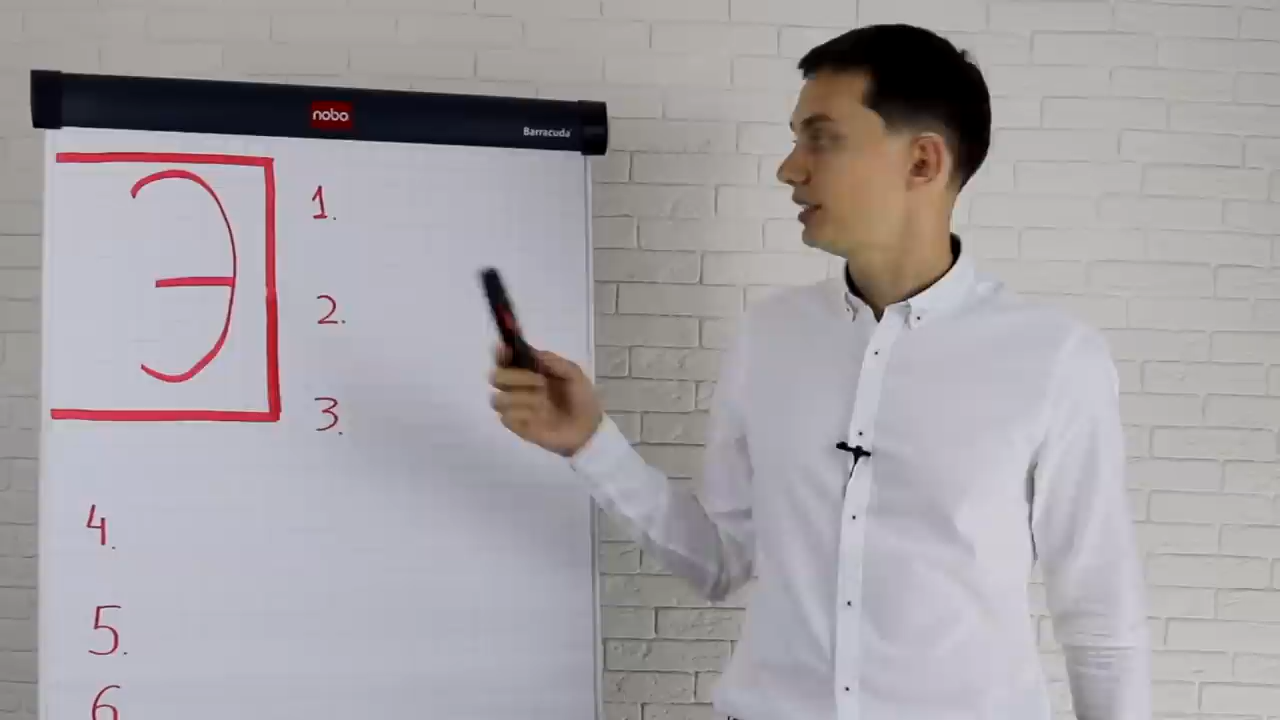 nobo
Barracuda
Э
1.
2.
3.
4.
5.
6